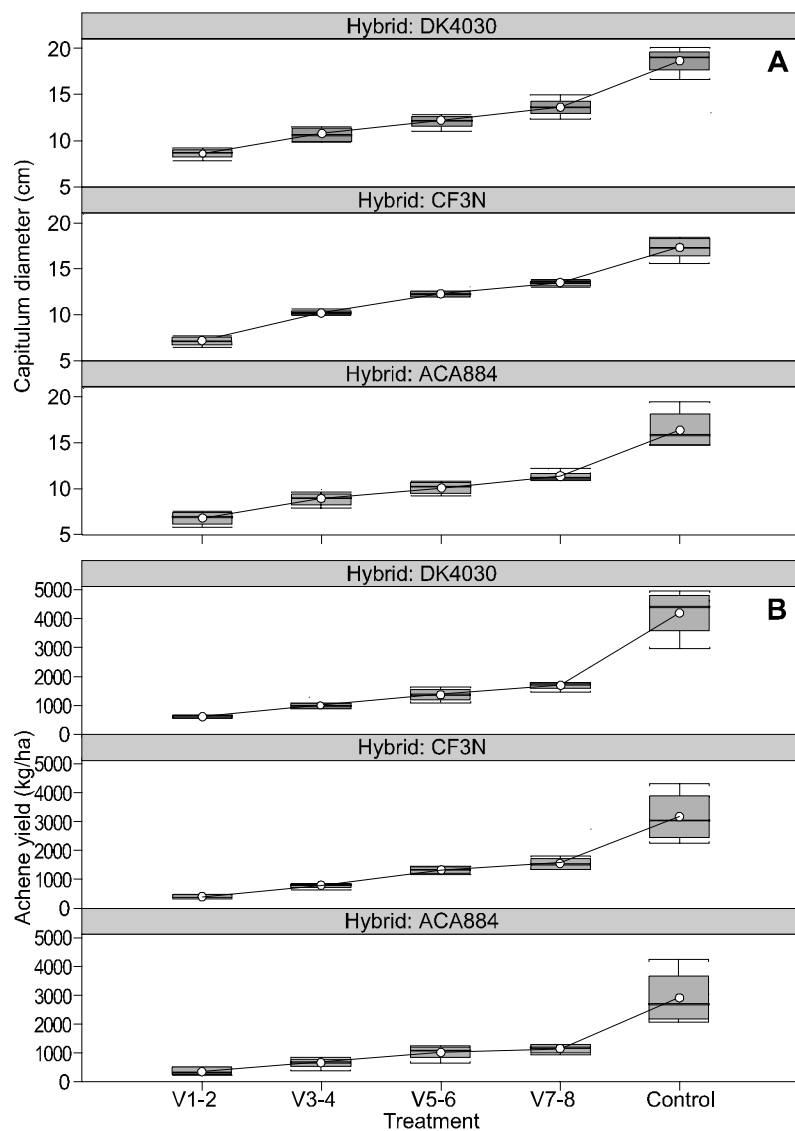 Hybrid: DK4030
A
20
15
10
5
Hybrid: CF3N
20
15
10
5
Hybrid: ACA884
20
15
10
5
Capitulum diameter (cm)
Hybrid: DK4030
B
5000
4000
3000
2000
1000
0
Hybrid: CF3N
5000
4000
3000
2000
1000
0
Hybrid: ACA884
5000
4000
3000
2000
1000
0
Achene yield (kg/ha)
V1-2 V3-4 V5-6 V7-8 Control
Treatment